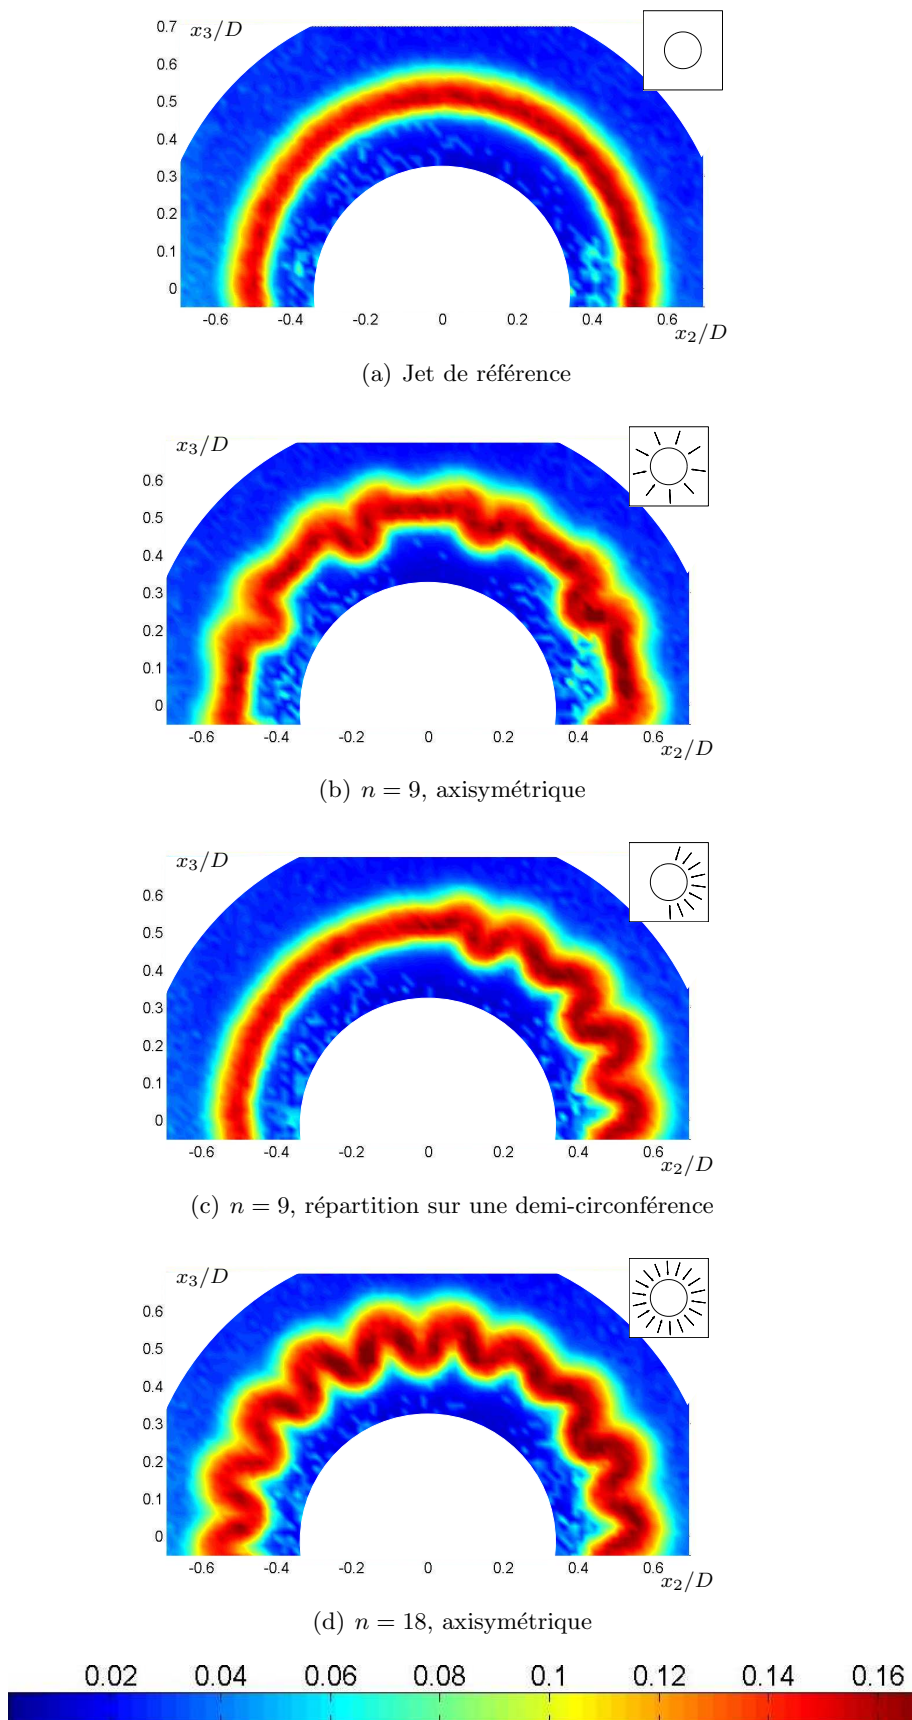 x₃/D
0.7
0.6
0.5
0.4
0.3
0.2
0.1
0
-0.6 -0.4 -0.2 0 0.2 0.4 0.6
x₂/D
(a) Jet de référence
x₃/D
0.6
0.5
0.4
0.3
0.2
0.1
0
-0.6 -0.4 -0.2 0 0.2 0.4 0.6
x₂/D
(b) n = 9, axisymétrique
x₃/D
0.6
0.5
0.4
0.3
0.2
0.1
0
-0.6 -0.4 -0.2 0 0.2 0.4 0.6
x₂/D
(c) n = 9, répartition sur une demi-circonférence
x₃/D
0.6
0.5
0.4
0.3
0.2
0.1
0
-0.6 -0.4 -0.2 0 0.2 0.4 0.6
x₂/D
(d) n = 18, axisymétrique
0.02 0.04 0.06 0.08 0.1 0.12 0.14 0.16